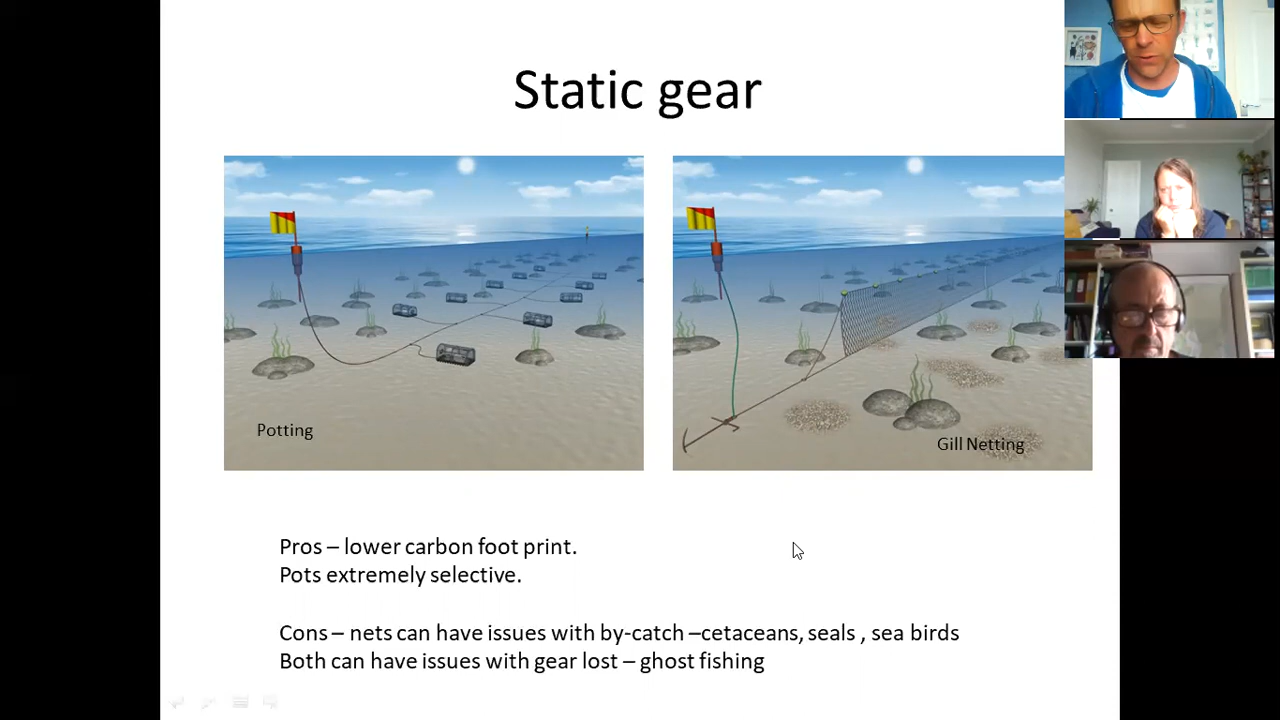 Static gear
Potting
Gill Netting
Pros – lower carbon foot print.
Pots extremely selective.
Cons – nets can have issues with by-catch –cetaceans, seals , sea birds
Both can have issues with gear lost – ghost fishing